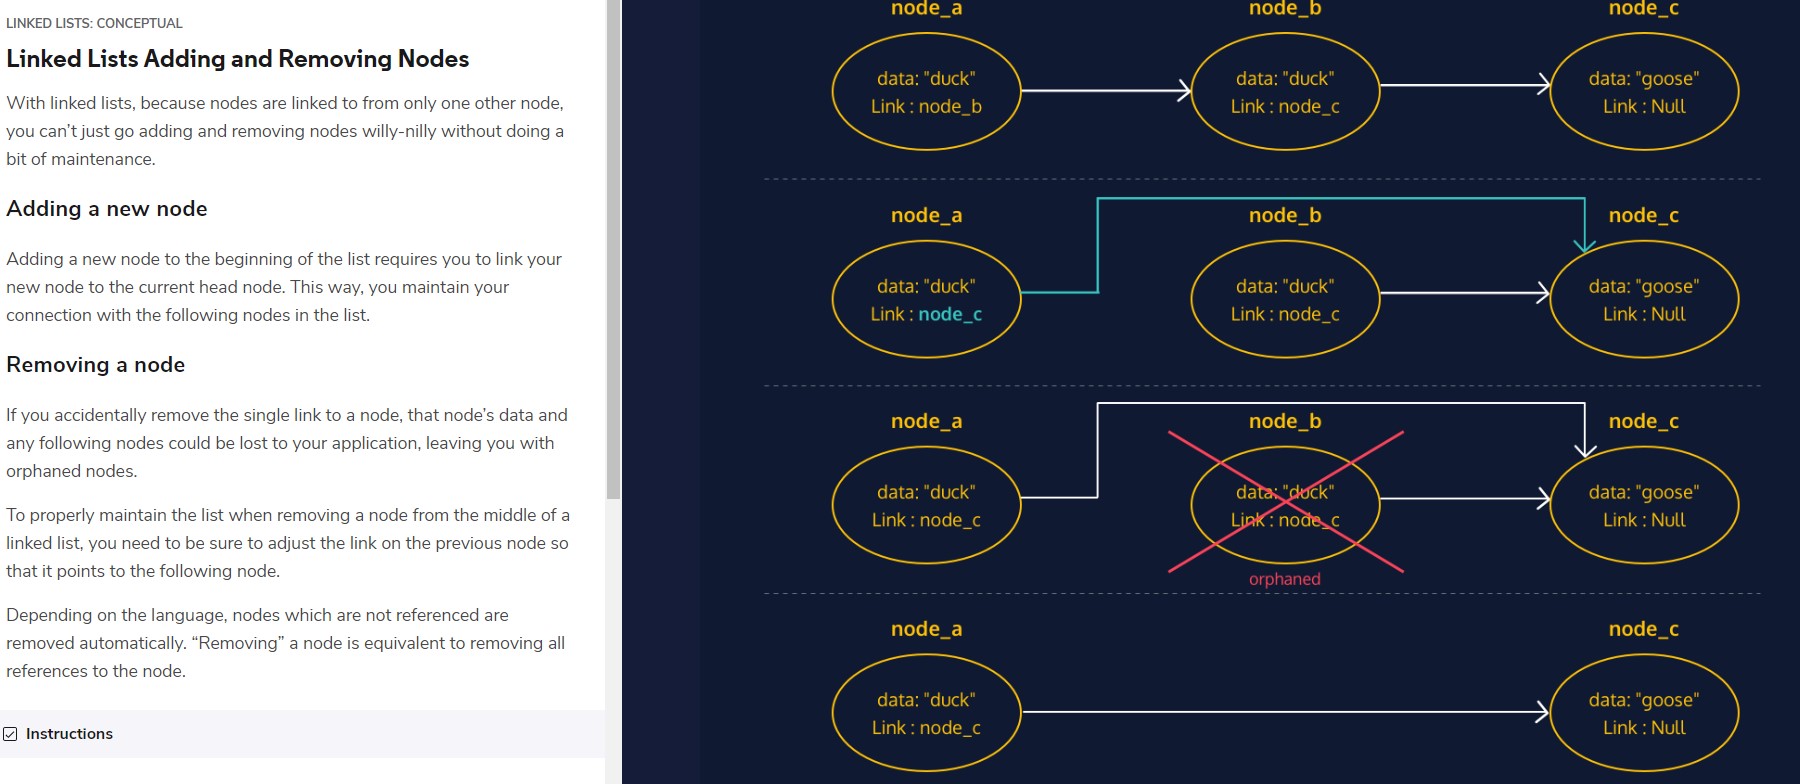 LINKED LISTS: CONCEPTUAL
Linked Lists Adding and Removing Nodes
With linked lists, because nodes are linked to from only one other node,
you can’t just go adding and removing nodes willy-nilly without doing a
bit of maintenance.
Adding a new node
Adding a new node to the beginning of the list requires you to link your
new node to the current head node. This way, you maintain your
connection with the following nodes in the list.
Removing a node
If you accidentally remove the single link to a node, that node’s data and
any following nodes could be lost to your application, leaving you with
orphaned nodes.
To properly maintain the list when removing a node from the middle of a
linked list, you need to be sure to adjust the link on the previous node so
that it points to the following node.
Depending on the language, nodes which are not referenced are
removed automatically. “Removing” a node is equivalent to removing all
references to the node.
Instructions
node_a
node_b
node_c
data: "duck"
Link : node_b
data: "duck"
Link : node_c
data: "goose"
Link : Null
node_a
node_b
node_c
data: "duck"
Link : node_c
data: "duck"
Link : node_c
data: "goose"
Link : Null
node_a
node_b
node_c
data: "duck"
Link : node_c
data: "duck"
Link : node_c
orphaned
data: "goose"
Link : Null
node_a
node_c
data: "duck"
Link : node_c
data: "goose"
Link : Null